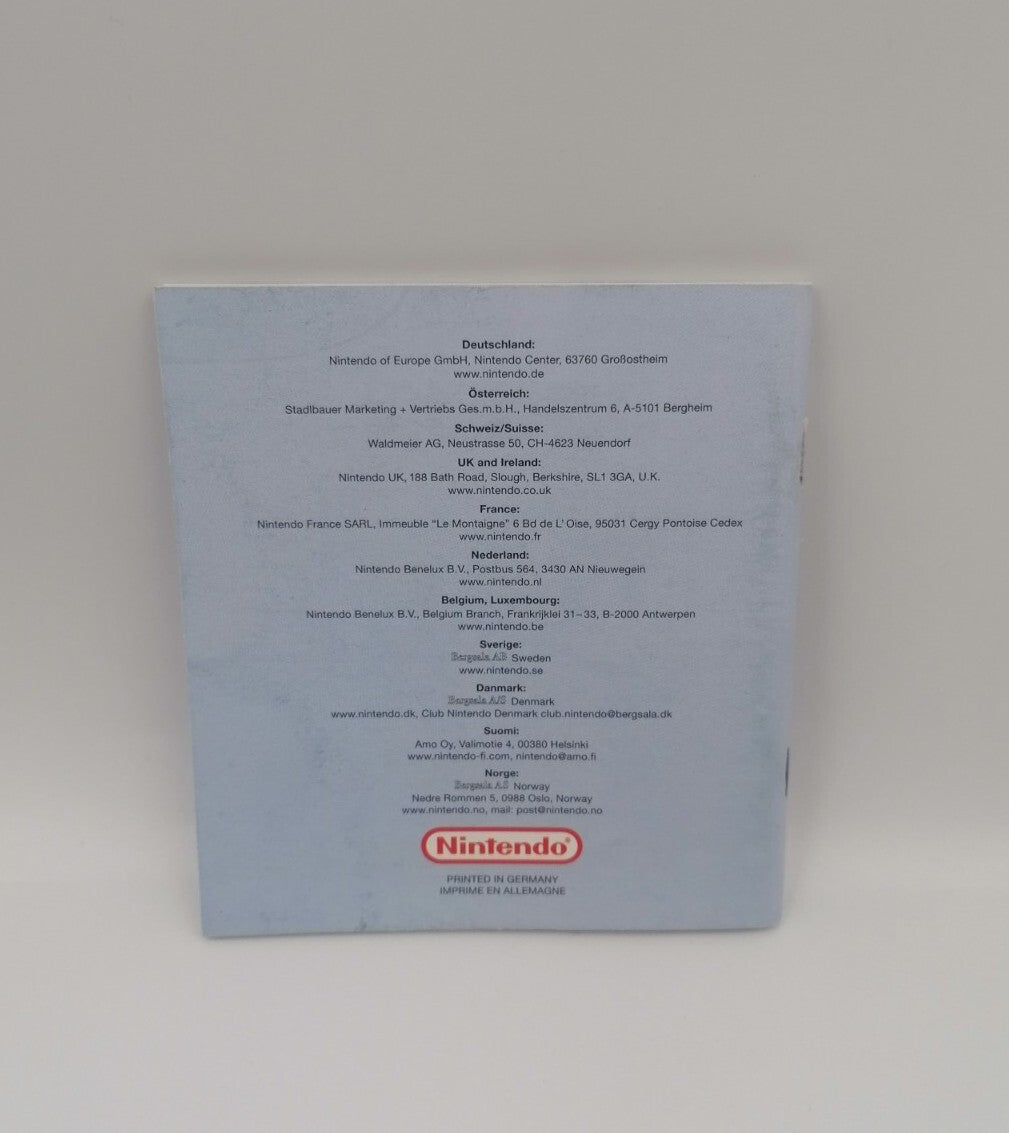 Deutschland:
Nintendo of Europe GmbH, Nintendo Center, 63760 Großostheim
www.nintendo.de
Österreich:
Stadlbauer Marketing + Vertriebs Ges.m.b.H., Handelszentrum 6, A-5101 Bergheim
Schweiz/Suisse:
Waldmeier AG, Neustrasse 50, CH-4623 Neuendorf
UK and Ireland:
Nintendo UK, 188 Bath Road, Slough, Berkshire, SL1 3GA, U.K.
www.nintendo.co.uk
France:
Nintendo France SARL, Immeuble "Le Montaigne" 6 Bd de L' Oise, 95031 Cergy Pontoise Cedex
www.nintendo.fr
Nederland:
Nintendo Benelux B.V., Postbus 564, 3430 AN Nieuwegein
www.nintendo.nl
Belgium, Luxembourg:
Nintendo Benelux B.V., Belgium Branch, Frankrijklei 31–33, B-2000 Antwerpen
www.nintendo.be
Sverige:
Bergsala AB Sweden
www.nintendo.se
Danmark:
Bergsala A/S Denmark
www.nintendo.dk, Club Nintendo Denmark club.nintendo@bergsala.dk
Suomi:
Amo Oy, Valimotie 4, 00380 Helsinki
www.nintendo-fi.com, nintendo@amo.fi
Norge:
Bergsala AS Norway
Nedre Rommen 5, 0988 Oslo, Norway
www.nintendo.no, mail: post@nintendo.no
Nintendo®
PRINTED IN GERMANY
IMPRIME EN ALLEMAGNE